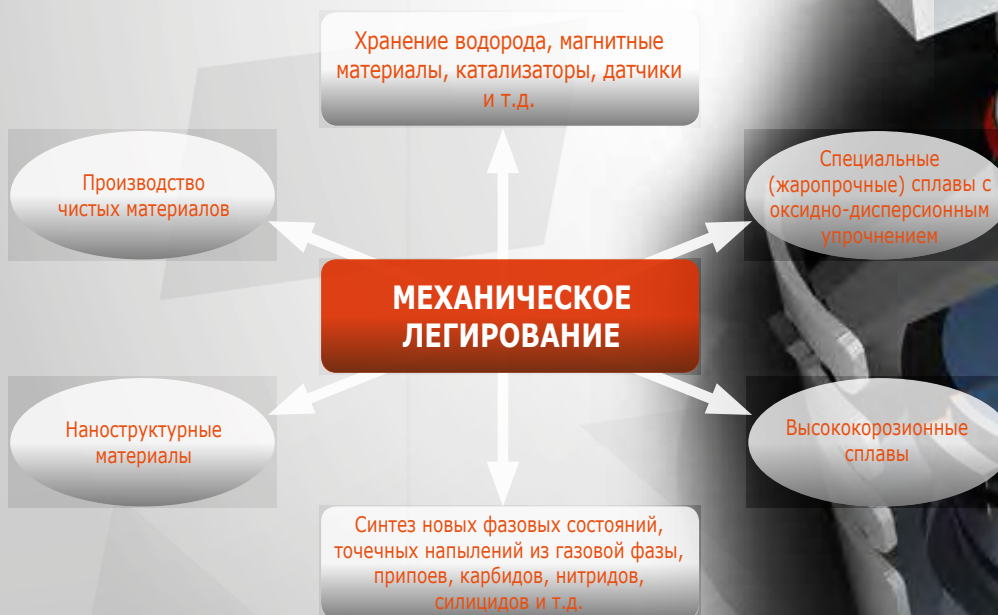 Хранение водорода, магнитные
материалы, катализаторы, датчики
и т.д.
Производство
чистых материалов
Специальные
(жаропрочные) сплавы с
оксидно-дисперсионным
упрочнением
МЕХАНИЧЕСКОЕ
ЛЕГИРОВАНИЕ
Наноструктурные
материалы
Высококорозионные
сплавы
Синтез новых фазовых состояний,
точечных напылений из газовой фазы,
припоев, карбидов, нитридов,
силицидов и т.д.